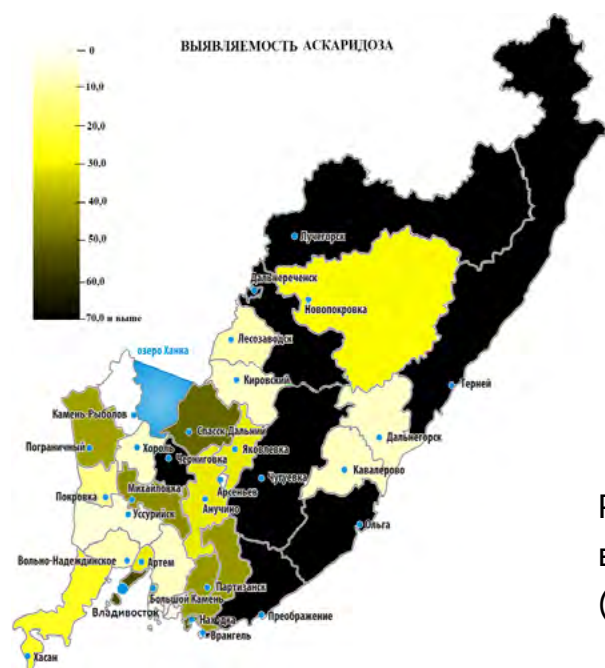 ВЫЯВЛЯЕМОСТЬ АСКАРИДОЗА
0
10,0
20,0
30,0
40,0
50,0
60,0
70,0 и выше
Лучегорск
Дальнереченск
Новопокровка
Лесозаводск
озеро Ханка
Кировский
Тернéй
Камень-Рыболов
Спасск-Дальний
Дальнегорск
Пограничный
Хороль
Яковлевка
Черниговка
Чугуевка
Кавалерово
Покровка
Михайловка
Арсеньев
Анучино
Уссурийск
Ольга
Вольно-Надеждинское
Артем
Партизанск
Большой Камень
Владивосток
Находка
Преображение
Врангель
Хасан